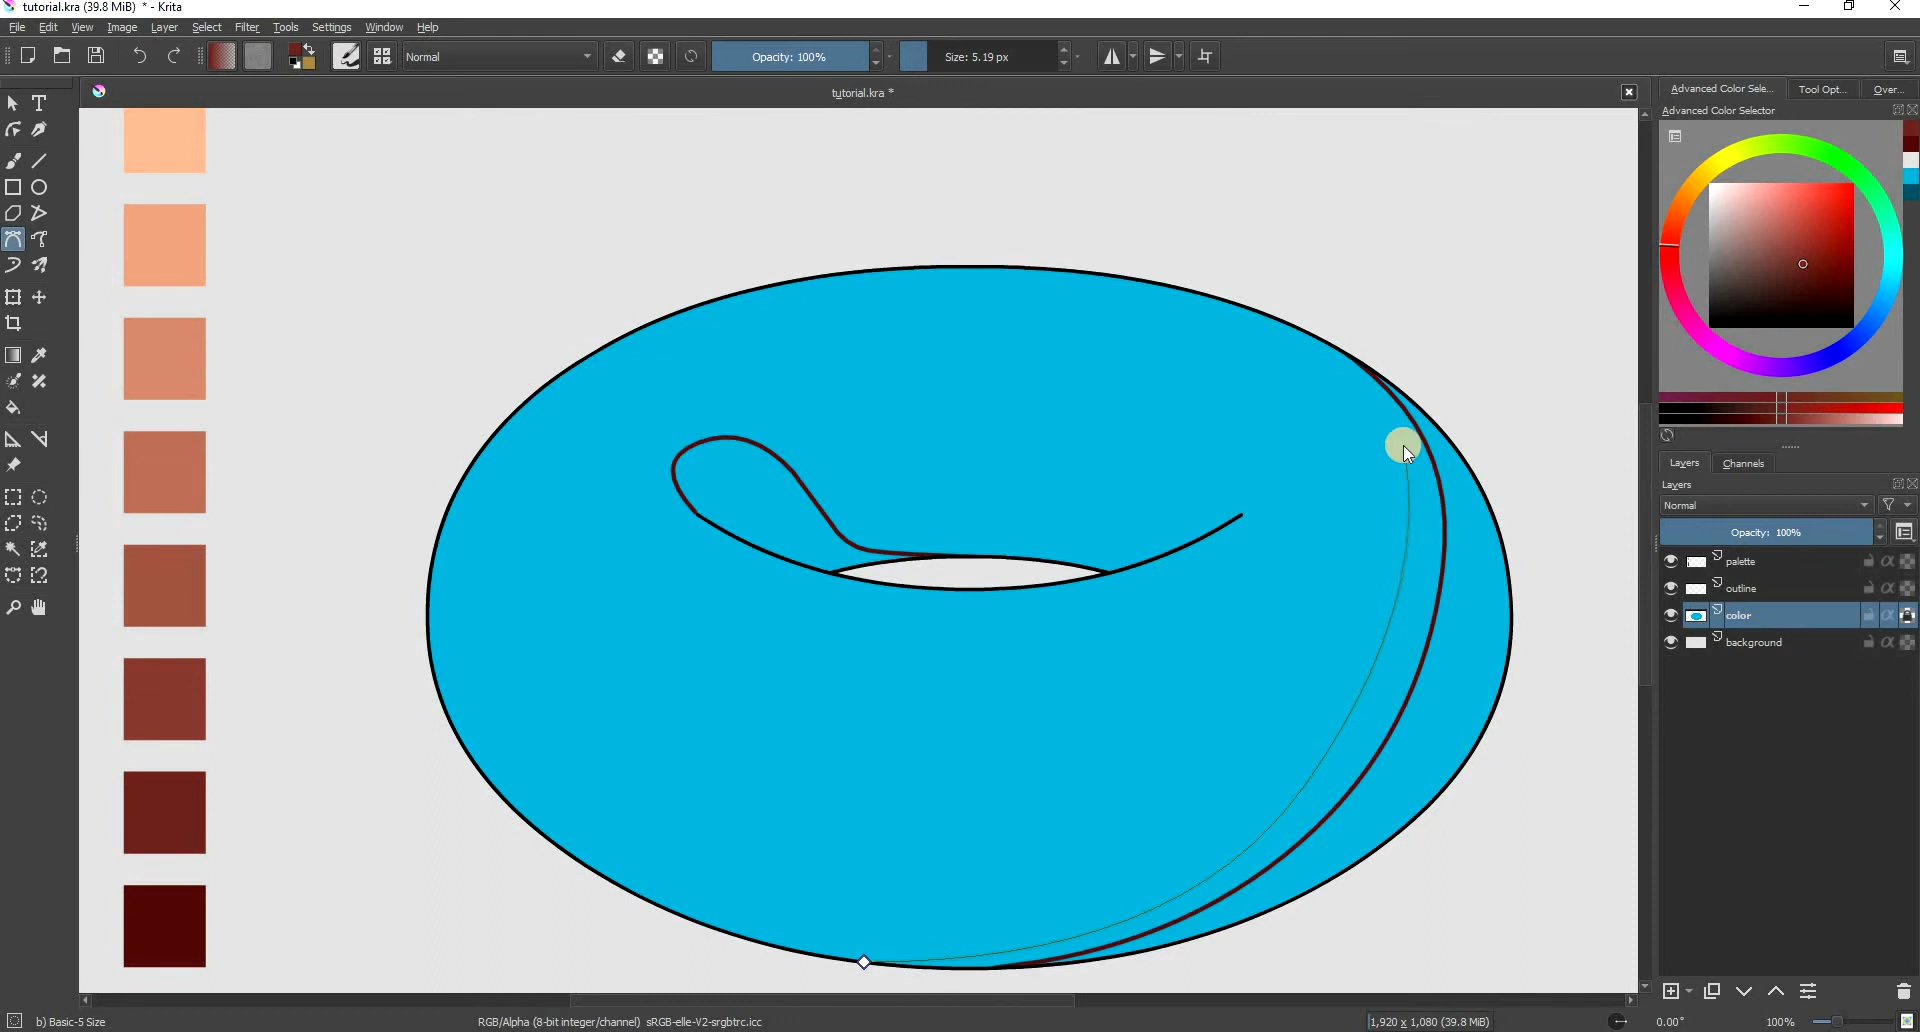 tutorial.kra (39.8 MiB)  * - Krita
File Edit View Image Layer Select Filter Tools Settings Window Help
Normal Opacity: 100% Size: 5.19 px
tutorial.kra *
Advanced Color Sele... Tool Opt... Over...
Advanced Color Selector
Layers Channels
Layers
Normal
Opacity: 100%
palette
outline
color
background
b) Basic-5 Size RGB/Alpha (8-bit integer/channel) sRGB-elle-V2-srgbtrc.icc 1,920 x 1,080 (39.8 MiB) 0.00° 100%